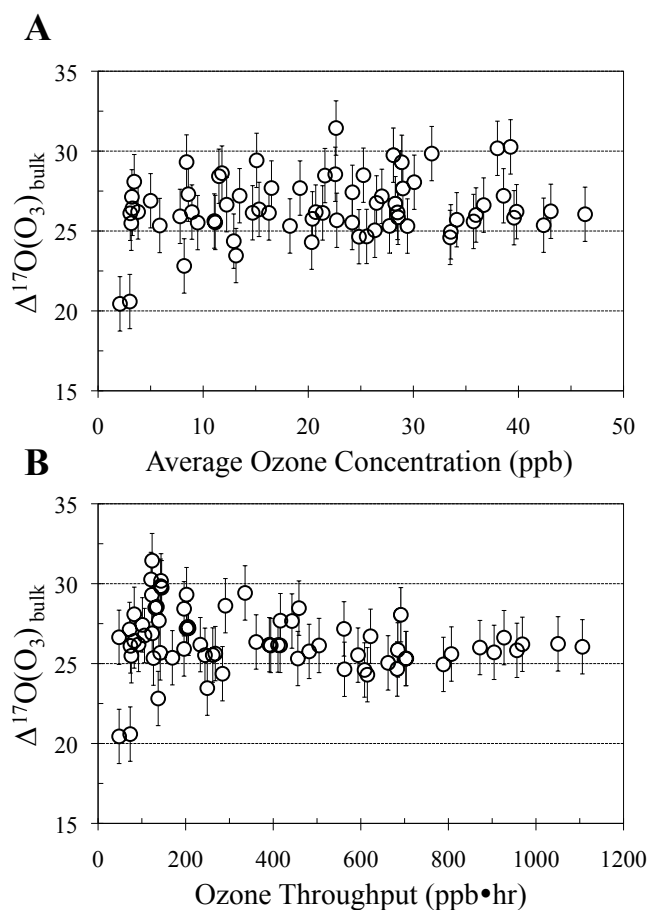 A
35
30
25
20
15
Δ¹⁷O(O₃) bulk
0 10 20 30 40 50
Average Ozone Concentration (ppb)
B
35
30
25
20
15
Δ¹⁷O(O₃) bulk
0 200 400 600 800 1000 1200
Ozone Throughput (ppb•hr)